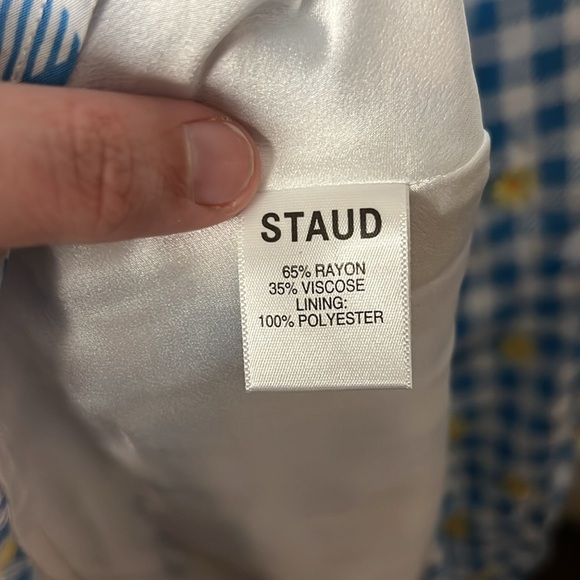 STAUD
65% RAYON
35% VISCOSE
LINING:
100% POLYESTER